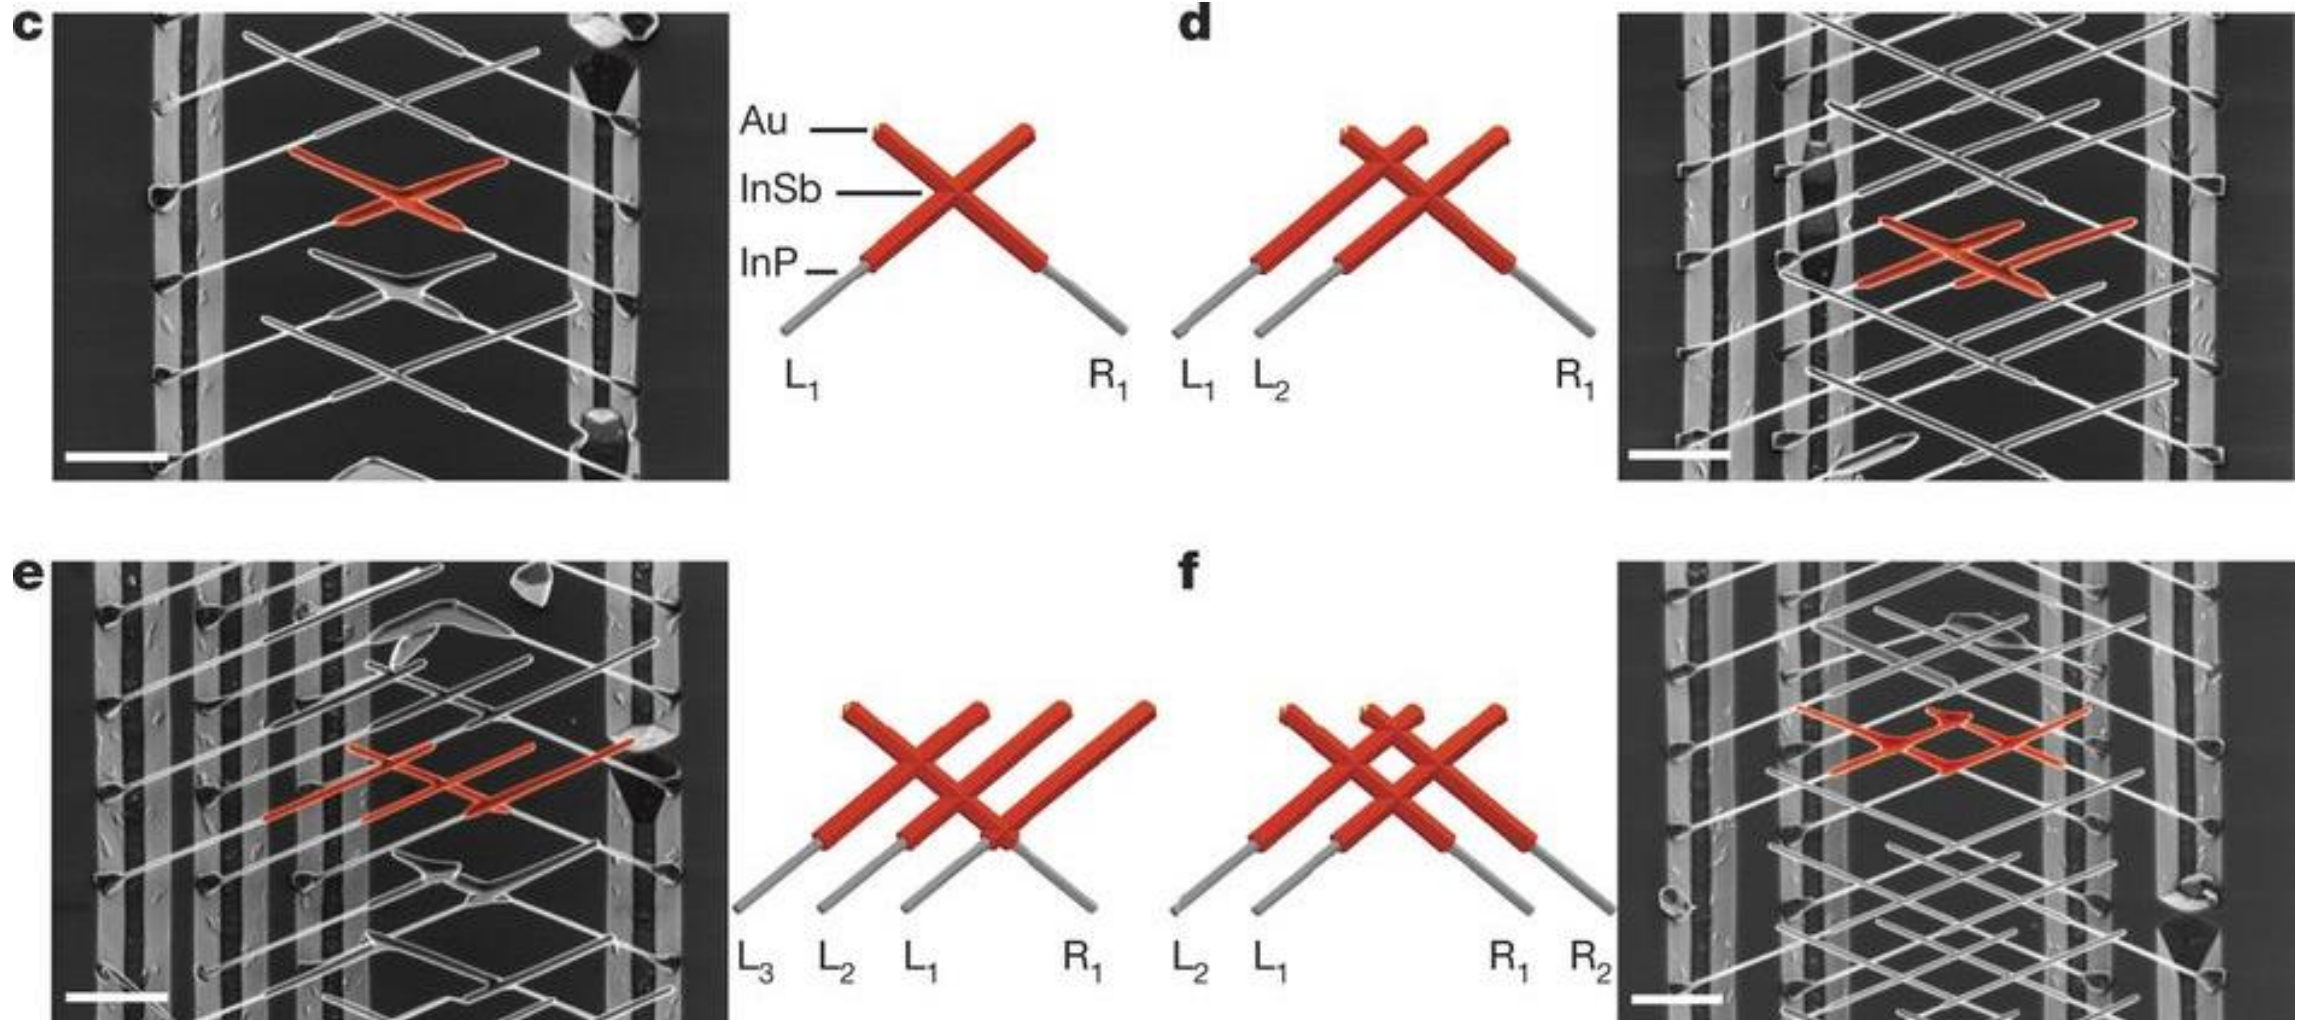 c
d
Au
InSb
InP
L1
R1
L1 L2
R1
e
f
L3 L2 L1 R1
L2 L1 R1 R2